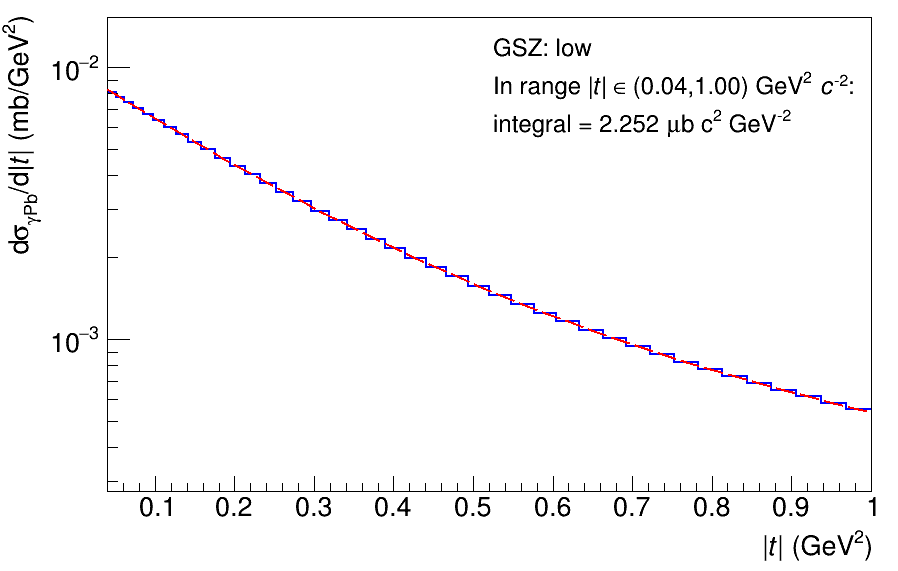 dσγPb/d|t| (mb/GeV²)
10⁻²
10⁻³
GSZ: low
In range |t| ∈ (0.04,1.00) GeV² c⁻²:
integral = 2.252 μb c² GeV⁻²
0.1 0.2 0.3 0.4 0.5 0.6 0.7 0.8 0.9 1
|t| (GeV²)